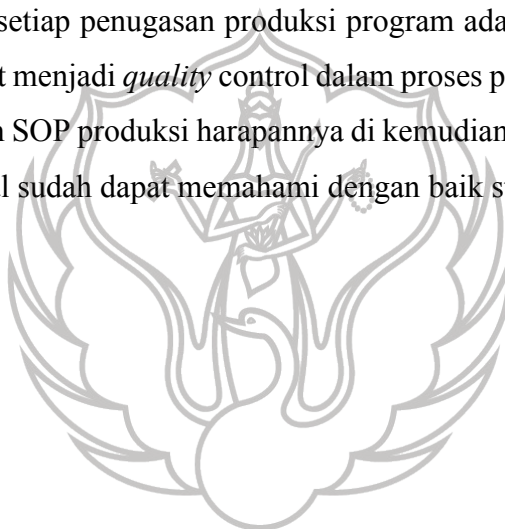 setiap penugasan produksi program ada
menjadi quality control dalam proses
SOP produksi harapannya di kemudian
sudah dapat memahami dengan baik